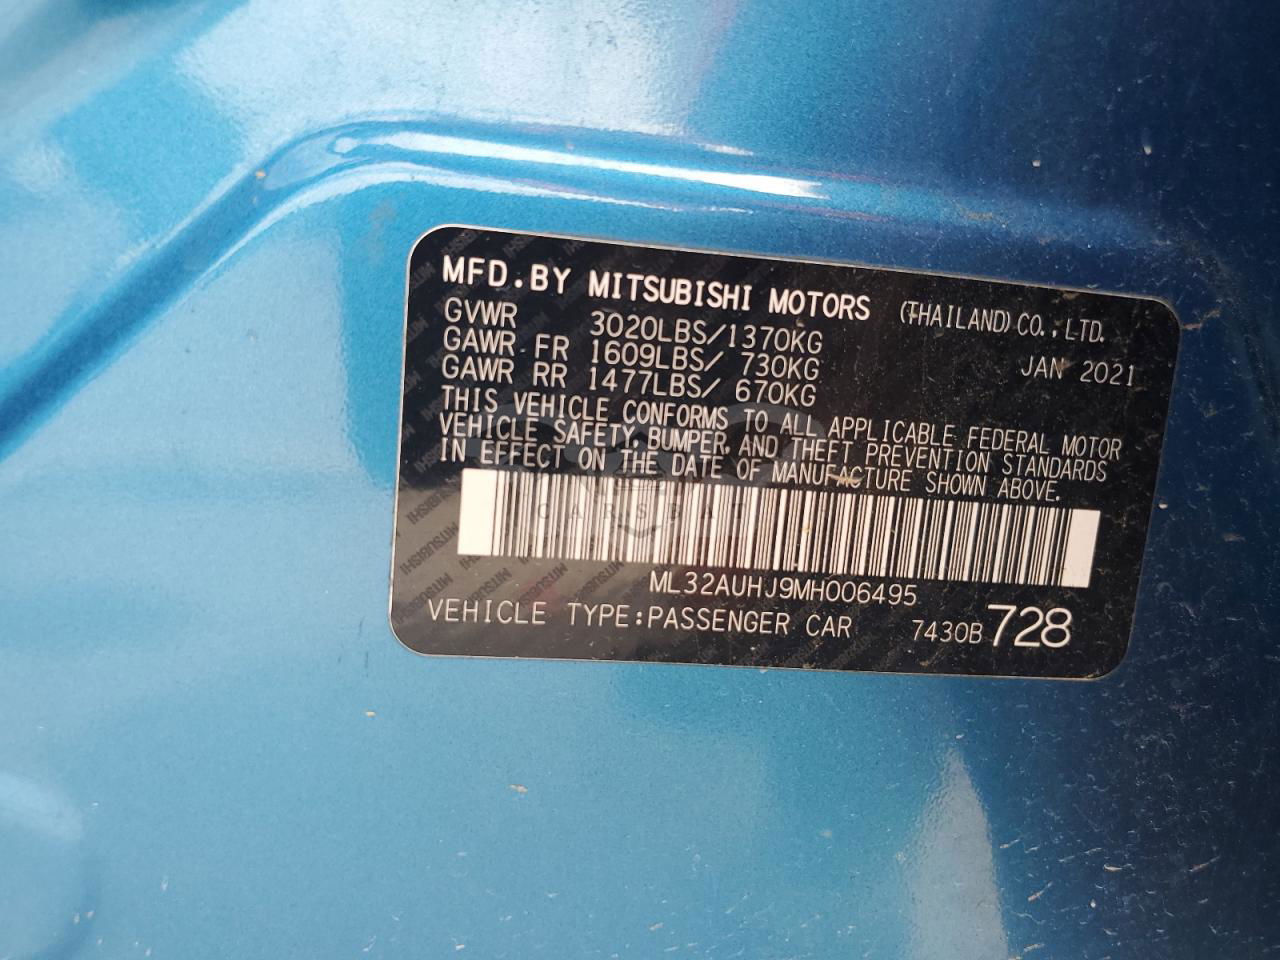 MFD.BY MITSUBISHI MOTORS (THAILAND)CO.,LTD.
GVWR 3020LBS/1370KG JAN 2021
GAWR FR 1609LBS/ 730KG
GAWR RR 1477LBS/ 670KG
THIS VEHICLE CONFORMS TO ALL APPLICABLE FEDERAL MOTOR
VEHICLE SAFETY,BUMPER,AND THEFT PREVENTION STANDARDS
IN EFFECT ON THE DATE OF MANUFACTURE SHOWN ABOVE.
CARSBAT
ML32AUHJ9MH006495
VEHICLE TYPE:PASSENGER CAR 7430B 728